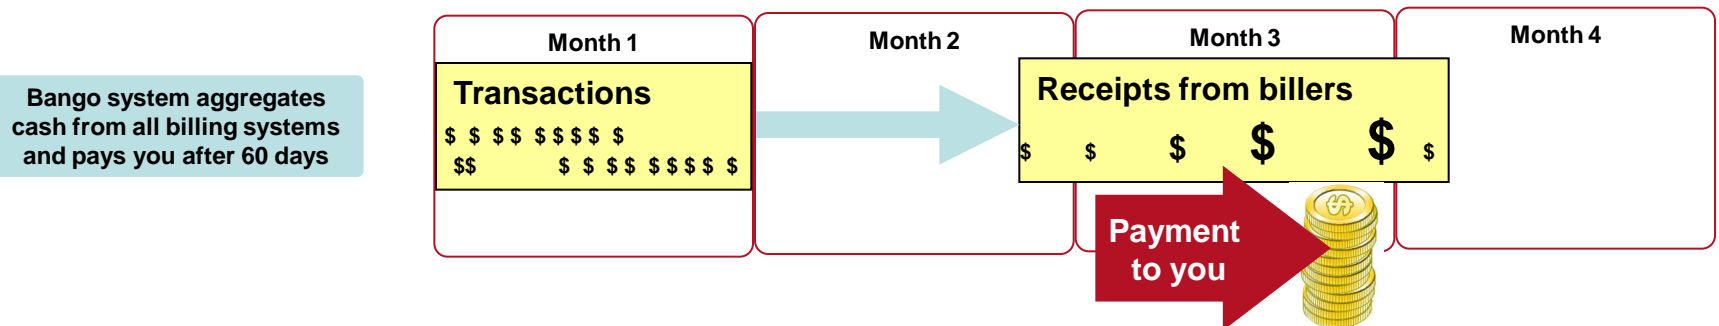 Month 1
Month 2
Month 3
Month 4
Bango system aggregates
cash from all billing systems
and pays you after 60 days
Transactions
$ $ $ $ $ $ $ $ $
$$ $ $ $ $ $ $ $ $ $
Receipts from billers
$ $ $ $ $ $
Payment
to you